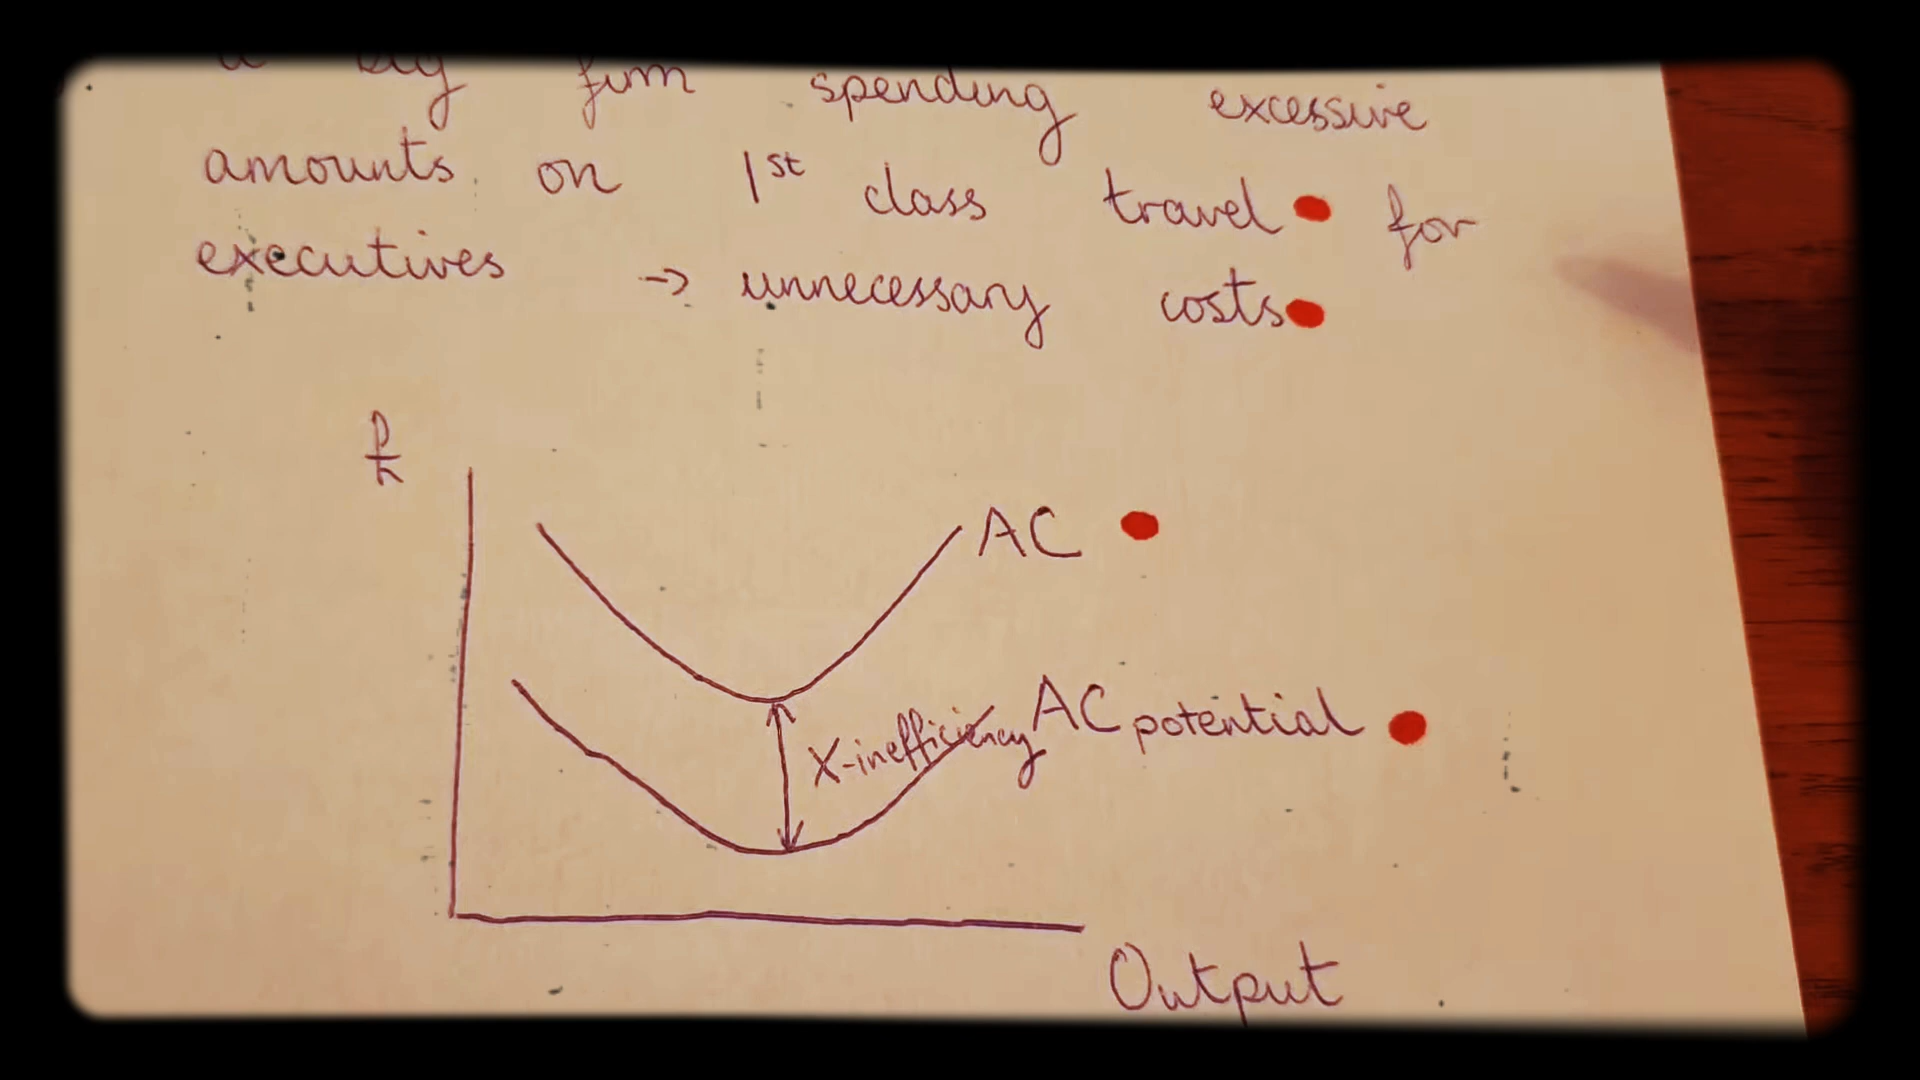 a big firm spending excessive
amounts on 1st class travel for
executives → unnecessary costs
£
AC
X-inefficiency AC potential
Output